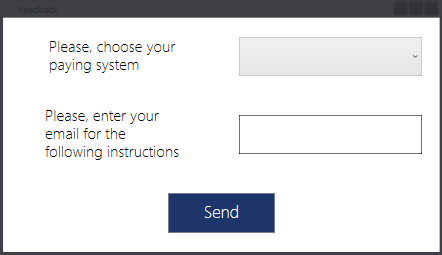 Feedback
Please, choose your
paying system
Please, enter your
email for the
following instructions
Send